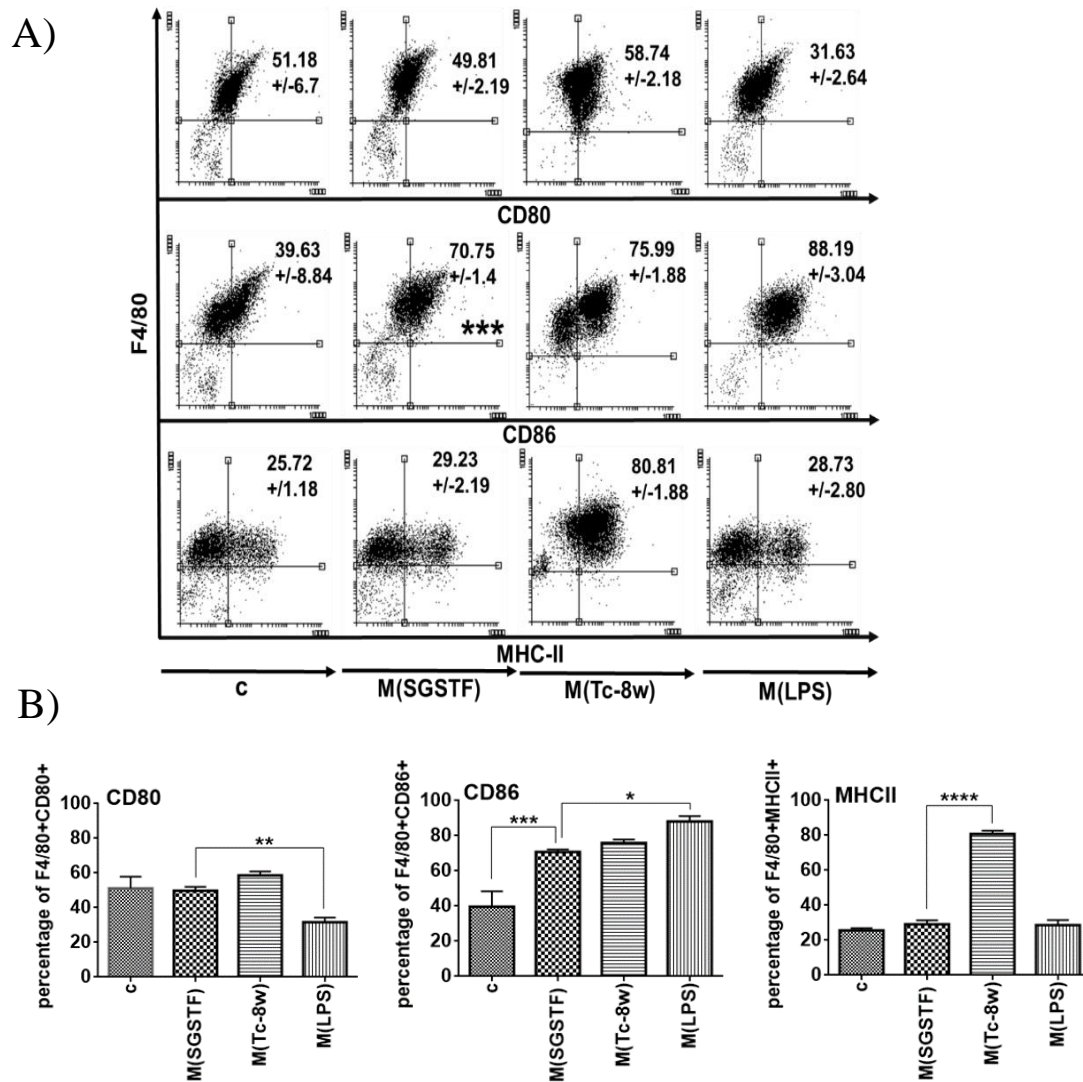 A)
51.18
+/-6.7
49.81
+/-2.19
58.74
+/-2.18
31.63
+/-2.64
CD80
39.63
+/-8.84
70.75
+/-1.4
***
75.99
+/-1.88
88.19
+/-3.04
F4/80
CD86
25.72
+/1.18
29.23
+/-2.19
80.81
+/-1.88
28.73
+/-2.80
MHC-II
c
M(SGSTF)
M(Tc-8w)
M(LPS)
B)
percentage of F4/80+CD80+
CD80
100
80
60
40
20
0
**
c
M(SGSTF)
M(Tc-8w)
M(LPS)
percentage of F4/80+CD86+
CD86
100
80
60
40
20
0
***
*
c
M(SGSTF)
M(Tc-8w)
M(LPS)
percentage of F4/80+MHCII+
MHCII
100
80
60
40
20
0
****
c
M(SGSTF)
M(Tc-8w)
M(LPS)